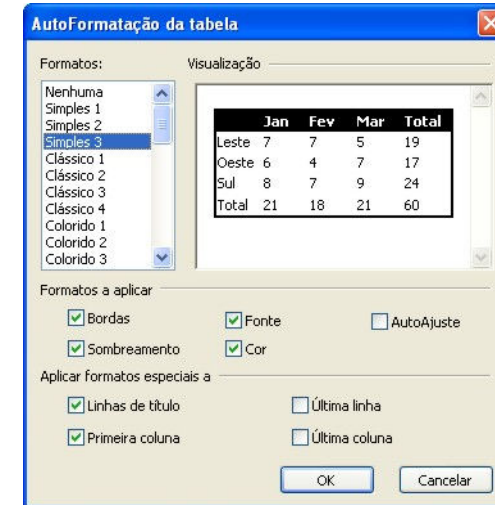 AutoFormatação da tabela
Formatos:
Visualização
Nenhuma
Simples 1
Simples 2
Simples 3
Clássico 1
Clássico 2
Clássico 3
Clássico 4
Colorido 1
Colorido 2
Colorido 3
Jan Fev Mar Total
Leste 7 7 5 19
Oeste 6 4 7 17
Sul 8 7 9 24
Total 21 18 21 60
Formatos a aplicar
Bordas Fonte AutoAjuste
Sombreamento Cor
Aplicar formatos especiais a
Linhas de título Última linha
Primeira coluna Última coluna
OK Cancelar